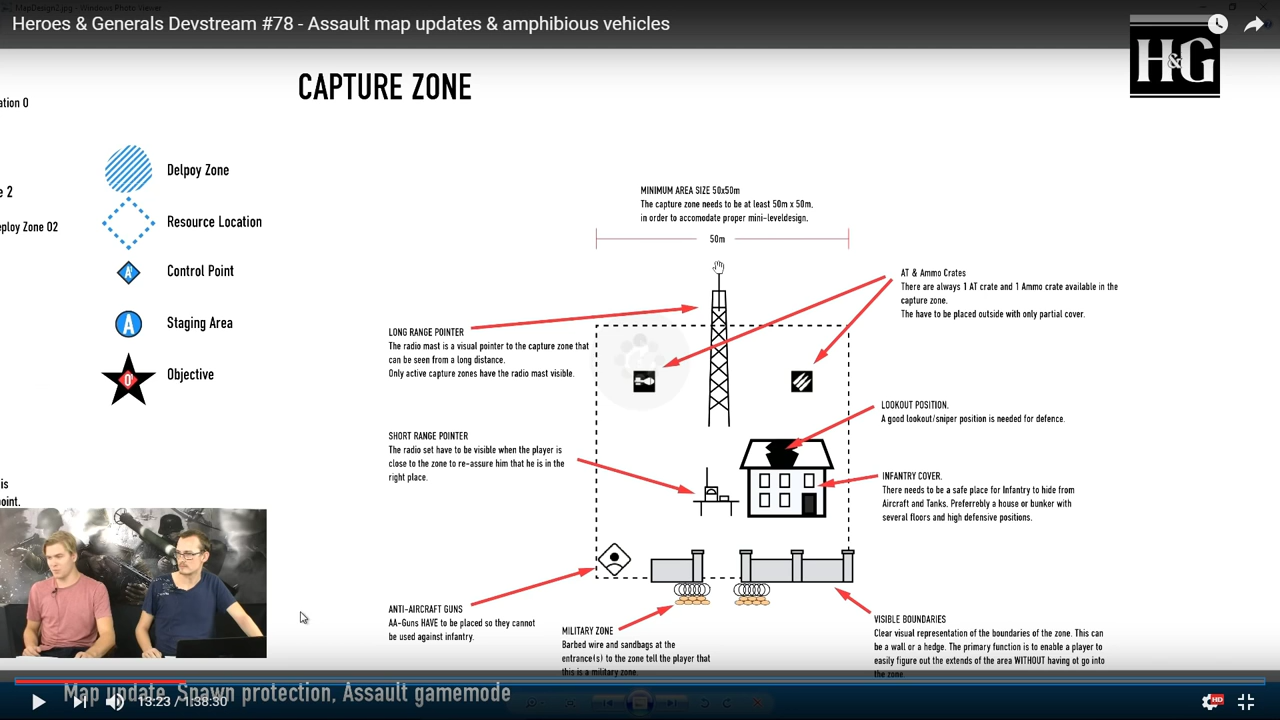 MapDesign2.jpg - Windows Photo Viewer
Heroes & Generals Devstream #78 - Assault map updates & amphibious vehicles
H&G
CAPTURE ZONE
ation 0
Delpoy Zone
e 2
Resource Location
eploy Zone 02
Control Point
A
Staging Area
A
Objective
O
is
point.
MINIMUM AREA SIZE 50x50m
The capture zone needs to be at least 50m x 50m,
in order to accomodate proper mini-leveldesign.
50m
AT & Ammo Crates
There are always 1 AT crate and 1 Ammo crate available in the
capture zone.
The have to be placed outside with only partial cover.
LONG RANGE POINTER
The radio mast is a visual pointer to the capture zone that
can be seen from a long distance.
Only active capture zones have the radio mast visible.
LOOKOUT POSITION.
A good lookout/sniper position is needed for defence.
SHORT RANGE POINTER
The radio set have to be visible when the player is
close to the zone to re-assure him that he is in the
right place.
INFANTRY COVER.
There needs to be a safe place for Infantry to hide from
Aircraft and Tanks. Preferrebly a house or bunker with
several floors and high defensive positions.
ANTI-AIRCRAFT GUNS
AA-Guns HAVE to be placed so they cannot
be used against infantry.
MILITARY ZONE
Barbed wire and sandbags at the
entrance(s) to the zone tell the player that
this is a military zone.
VISIBLE BOUNDARIES
Clear visual representation of the boundaries of the zone. This can
be a wall or a hedge. The primary function is to enable a player to
easily figure out the extends of the area WITHOUT having ot go into
the zone.
Map update, Spawn protection, Assault gamemode
13:23 / 1:38:30
HD